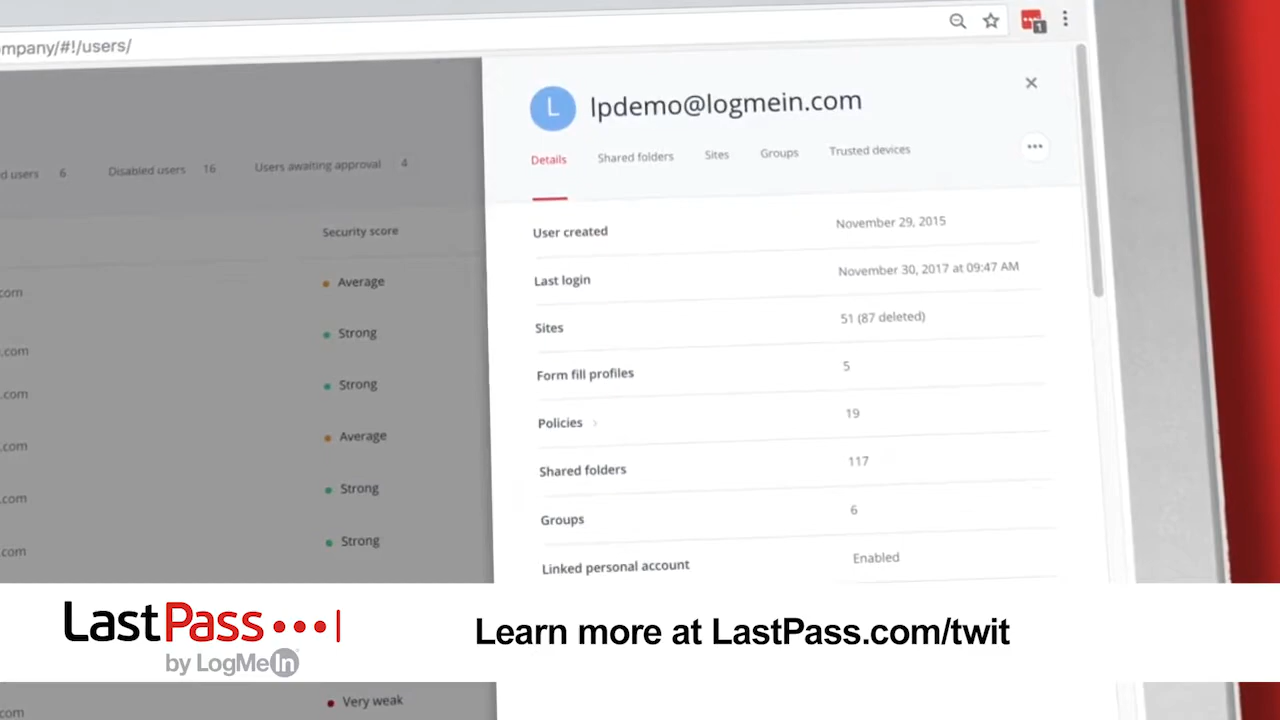 ompany/#!/users/
1
L
lpdemo@logmein.com
Details Shared folders Sites Groups Trusted devices
d users 6 Disabled users 16 Users awaiting approval 4
Security score
User created November 29, 2015
.com Average
Last login November 30, 2017 at 09:47 AM
Strong
Sites 51 (87 deleted)
.com
Form fill profiles 5
.com Strong
Policies 19
.com Average
Shared folders 117
.com Strong
Groups 6
.com Strong
Linked personal account Enabled
LastPass
by LogMeIn
Learn more at LastPass.com/twit
.com Very weak